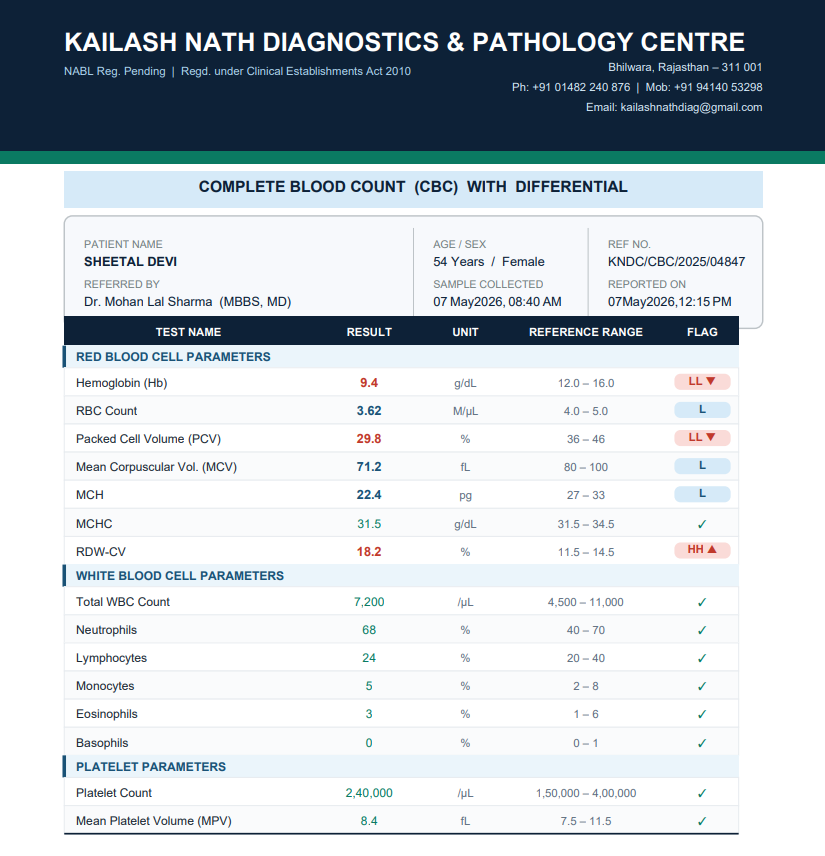 KAILASH NATH DIAGNOSTICS & PATHOLOGY CENTRE
NABL Reg. Pending | Regd. under Clinical Establishments Act 2010
Bhilwara, Rajasthan – 311 001
Ph: +91 01482 240 876 | Mob: +91 94140 53298
Email: kailashnathdiag@gmail.com
COMPLETE BLOOD COUNT (CBC) WITH DIFFERENTIAL
PATIENT NAME AGE / SEX REF NO.
SHEETAL DEVI 54 Years / Female KNDC/CBC/2025/04847
REFERRED BY SAMPLE COLLECTED REPORTED ON
Dr. Mohan Lal Sharma (MBBS, MD) 07 May2026, 08:40 AM 07May2026,12:15 PM
TEST NAME RESULT UNIT REFERENCE RANGE FLAG
RED BLOOD CELL PARAMETERS
Hemoglobin (Hb) 9.4 g/dL 12.0 – 16.0 LL ▼
RBC Count 3.62 M/µL 4.0 – 5.0 L
Packed Cell Volume (PCV) 29.8 % 36 – 46 LL ▼
Mean Corpuscular Vol. (MCV) 71.2 fL 80 – 100 L
MCH 22.4 pg 27 – 33 L
MCHC 31.5 g/dL 31.5 – 34.5 ✓
RDW-CV 18.2 % 11.5 – 14.5 HH ▲
WHITE BLOOD CELL PARAMETERS
Total WBC Count 7,200 /µL 4,500 – 11,000 ✓
Neutrophils 68 % 40 – 70 ✓
Lymphocytes 24 % 20 – 40 ✓
Monocytes 5 % 2 – 8 ✓
Eosinophils 3 % 1 – 6 ✓
Basophils 0 % 0 – 1 ✓
PLATELET PARAMETERS
Platelet Count 2,40,000 /µL 1,50,000 – 4,00,000 ✓
Mean Platelet Volume (MPV) 8.4 fL 7.5 – 11.5 ✓